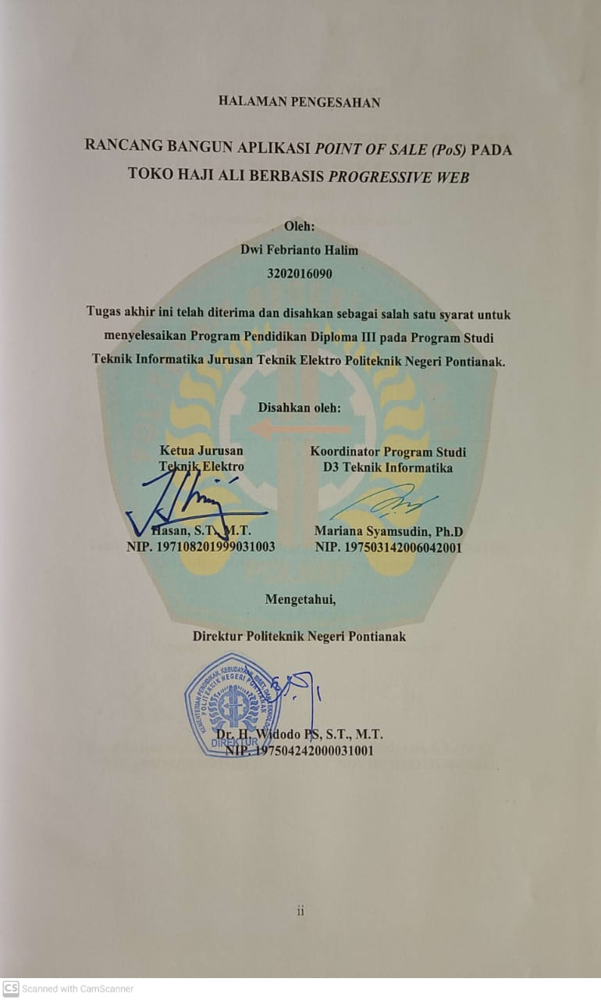 HALAMAN PENGESAHAN
RANCANG BANGUN APLIKASI POINT OF SALE (PoS) PADA
TOKO HAJI ALI BERBASIS PROGRESSIVE WEB
Oleh:
Dwi Febrianto Halim
3202016090
Tugas akhir ini telah diterima dan disahkan sebagai salah satu syarat untuk
menyelesaikan Program Pendidikan Diploma III pada Program Studi
Teknik Informatika Jurusan Teknik Elektro Politeknik Negeri Pontianak.
Disahkan oleh:
Ketua Jurusan
Teknik Elektro
Hasan, S.T., M.T.
NIP. 197108201999031003
Koordinator Program Studi
D3 Teknik Informatika
Mariana Syamsudin, Ph.D
NIP. 197503142006042001
Mengetahui,
Direktur Politeknik Negeri Pontianak
KEMENTERIAN PENDIDIKAN, KEBUDAYAAN, RISET, DAN TEKNOLOGI
POLITEKNIK NEGERI PONTIANAK
DIREKTUR
Dr. H. Widodo PS, S.T., M.T.
NIP. 197504242000031001
ii
CS Scanned with CamScanner